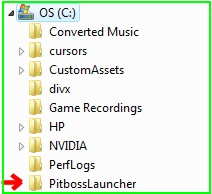 OS (C:)
Converted Music
cursors
CustomAssets
divx
Game Recordings
HP
NVIDIA
PerfLogs
PitbossLauncher